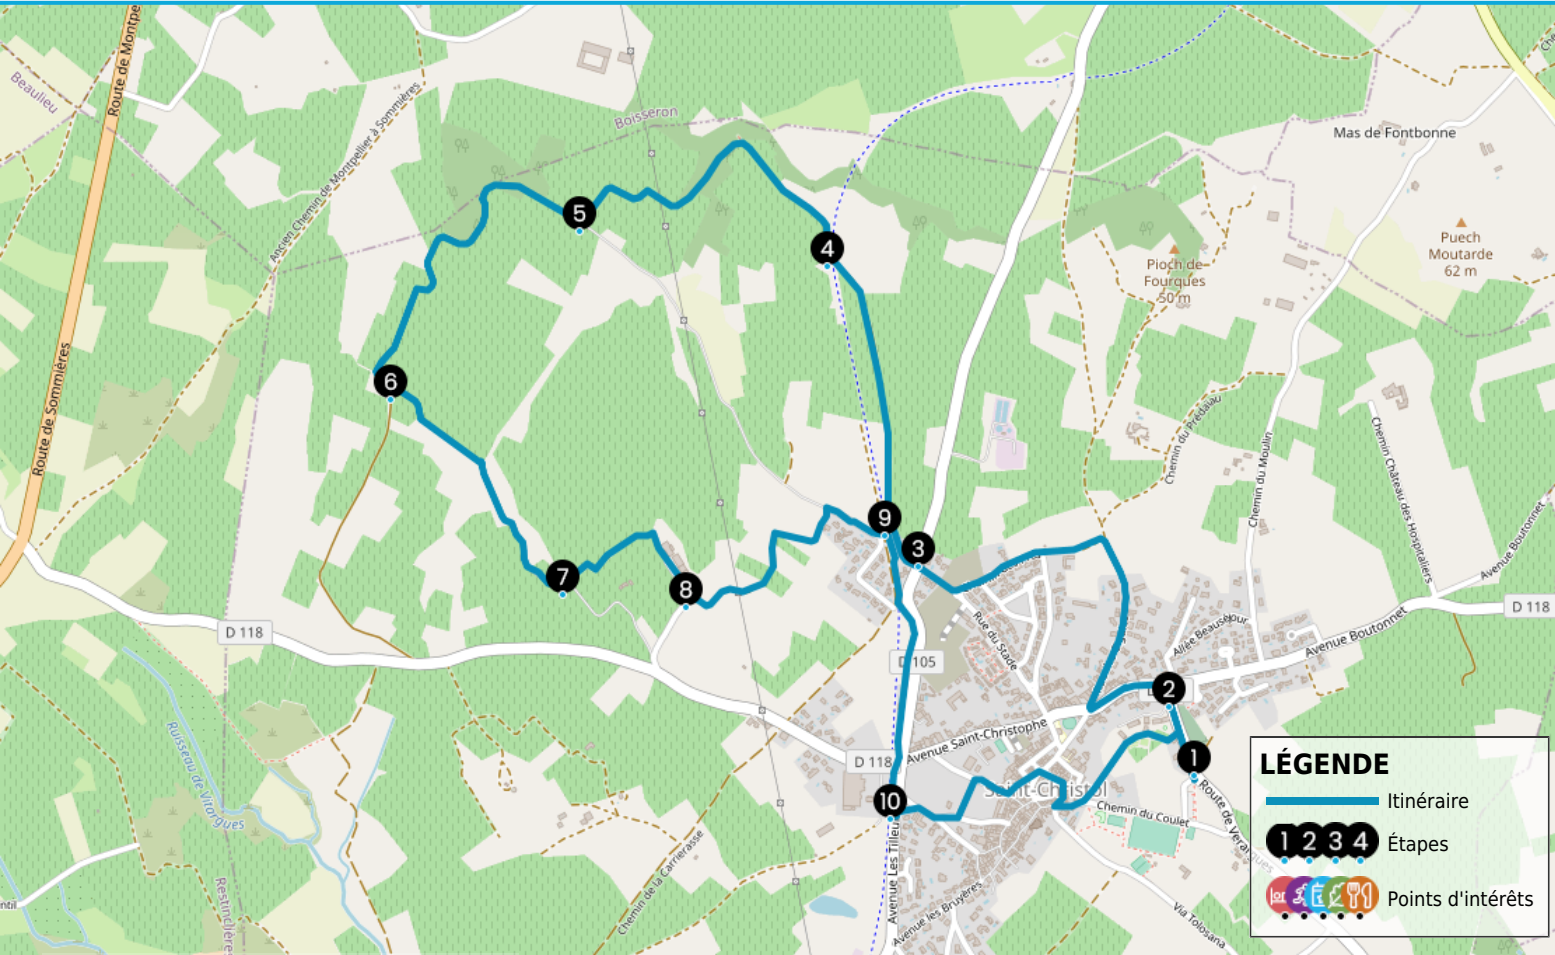 Route de Montpe
Beaulieu
Ancien Chemin de Montpellier à Sommières
Boisseron
Mas de Fontbonne
Puech
Moutarde
62 m
Pioch de
Fourques
50 m
5
4
6
Route de Sommières
Chemin du Prédalau
Chemin du Moulin
Chemin Château des Hospitaliers
Avenue Boutonnet
9
3
7
8
D 118
D 118
Rue du Stade
Allée Beauséjour
Avenue Boutonnet
D 105
2
Avenue Saint-Christophe
D 118
1
10
Saint-Christol
Chemin du Coulet
Route de Verargues
Ruisseau de Vitargues
Restinclières
Chemin de la Carrierasse
Avenue Les Tilleu
Avenue les Bruyères
Via Tolosana
ntil
LÉGENDE
Itinéraire
1 2 3 4
Étapes
Points d'intérêts